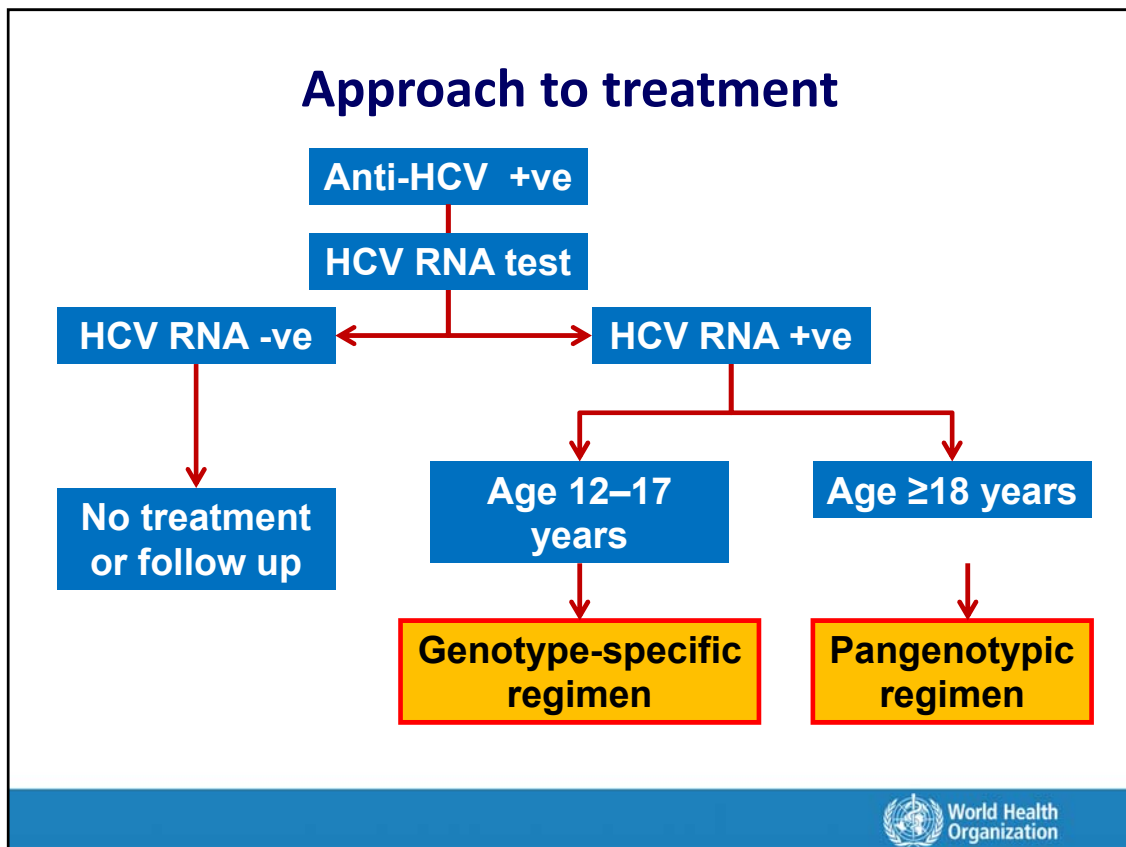 Approach to treatment
Anti-HCV +ve
HCV RNA test
HCV RNA -ve
HCV RNA +ve
Age 12–17
years
Age ≥18 years
No treatment
or follow up
Genotype-specific
regimen
Pangenotypic
regimen
World Health
Organization